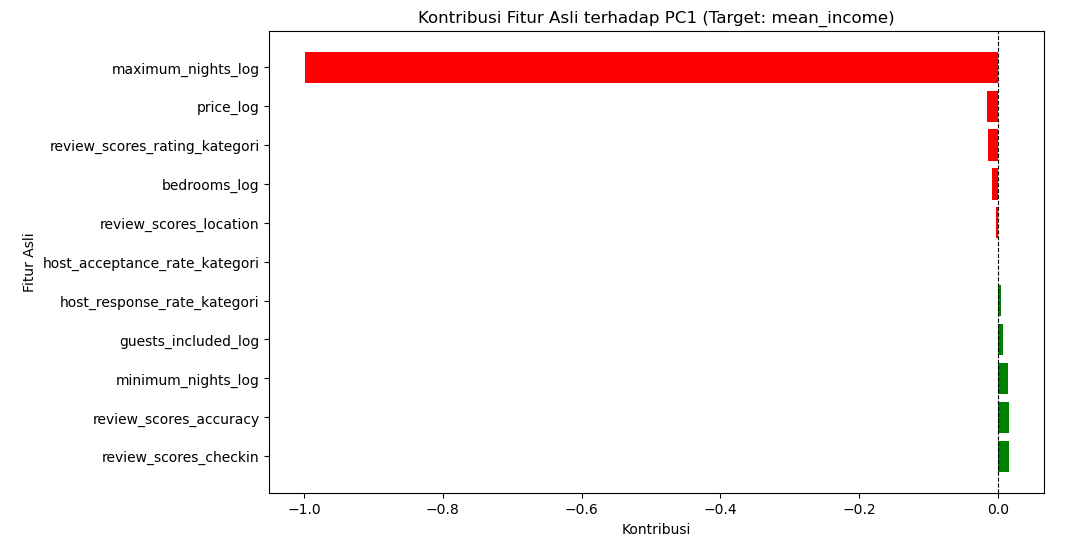 Kontribusi Fitur Asli terhadap PC1 (Target: mean_income)
maximum_nights_log
price_log
review_scores_rating_kategori
bedrooms_log
review_scores_location
host_acceptance_rate_kategori
host_response_rate_kategori
guests_included_log
minimum_nights_log
review_scores_accuracy
review_scores_checkin
Fitur Asli
−1.0
−0.8
−0.6
−0.4
−0.2
0.0
Kontribusi